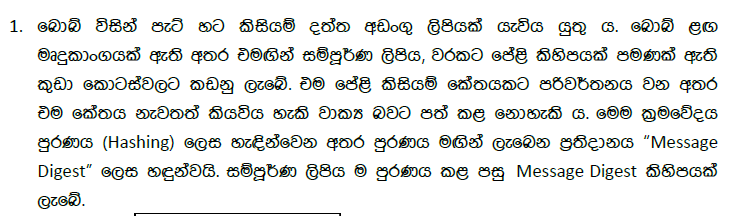 1. බොබ් විසින් පැට් හට කිසියම් දත්ත අඩංගු ලිපියක් යැවිය යුතු ය. බොබ් ළඟ
මෘදුකාංගයක් ඇති අතර එමඟින් සම්පූර්ණ ලිපිය, වරකට පේළි කිහිපයක් පමණක් ඇති
කුඩා කොටස්වලට කඩනු ලැබේ. එම පේළි කිසියම් කේතයකට පරිවර්තනය වන අතර
එම කේතය නැවතත් කියවිය හැකි වාක්‍ය බවට පත් කළ නොහැකි ය. මෙම ක්‍රමවේදය
පුරණය (Hashing) ලෙස හැඳින්වෙන අතර පුරණය මඟින් ලැබෙන ප්‍රතිදානය “Message
Digest” ලෙස හඳුන්වයි. සම්පූර්ණ ලිපිය ම පුරණය කළ පසු Message Digest කිහිපයක්
ලැබේ.